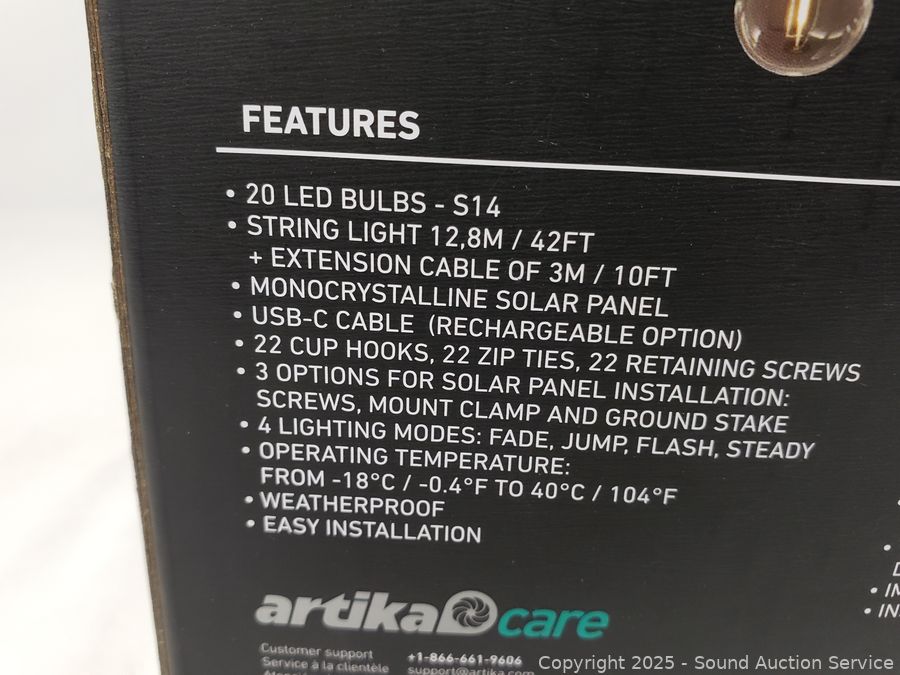 FEATURES
• 20 LED BULBS - S14
• STRING LIGHT 12,8M / 42FT
+ EXTENSION CABLE OF 3M / 10FT
• MONOCRYSTALLINE SOLAR PANEL
• USB-C CABLE (RECHARGEABLE OPTION)
• 22 CUP HOOKS, 22 ZIP TIES, 22 RETAINING SCREWS
• 3 OPTIONS FOR SOLAR PANEL INSTALLATION:
SCREWS, MOUNT CLAMP AND GROUND STAKE
• 4 LIGHTING MODES: FADE, JUMP, FLASH, STEADY
• OPERATING TEMPERATURE:
FROM -18°C / -0.4°F TO 40°C / 104°F
• WEATHERPROOF
• EASY INSTALLATION
artika care
Customer support
Service à la clientèle
+1-866-661-9606
support@artika.com
Copyright 2025 - Sound Auction Service